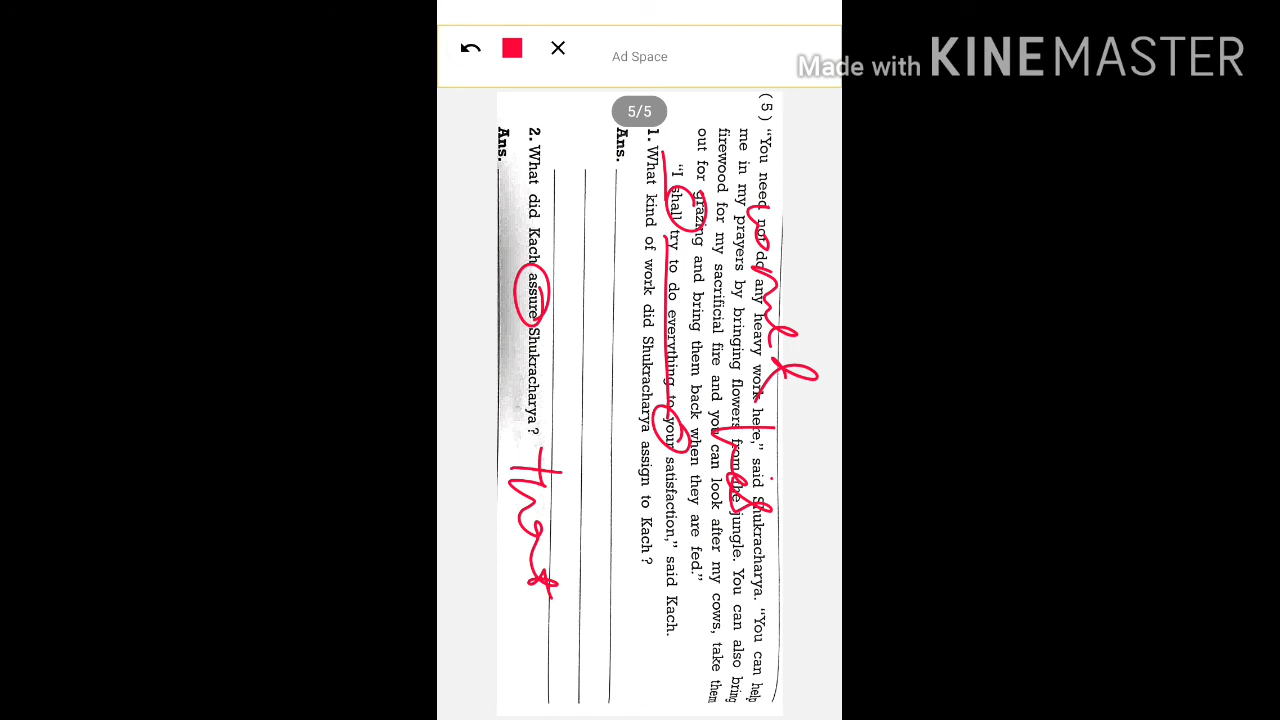 Ad Space
Made with KINEMASTER
5/5
(5) "You need not do any heavy work here," said Shukracharya. "You can help
me in my prayers by bringing flowers from the jungle. You can also bring
firewood for my sacrificial fire and you can look after my cows, take them
out for grazing and bring them back when they are fed."
"I shall try to do everything to your satisfaction," said Kach.
1. What kind of work did Shukracharya assign to Kach ?
Ans.
2. What did Kach assure Shukracharya ?
Ans.
that